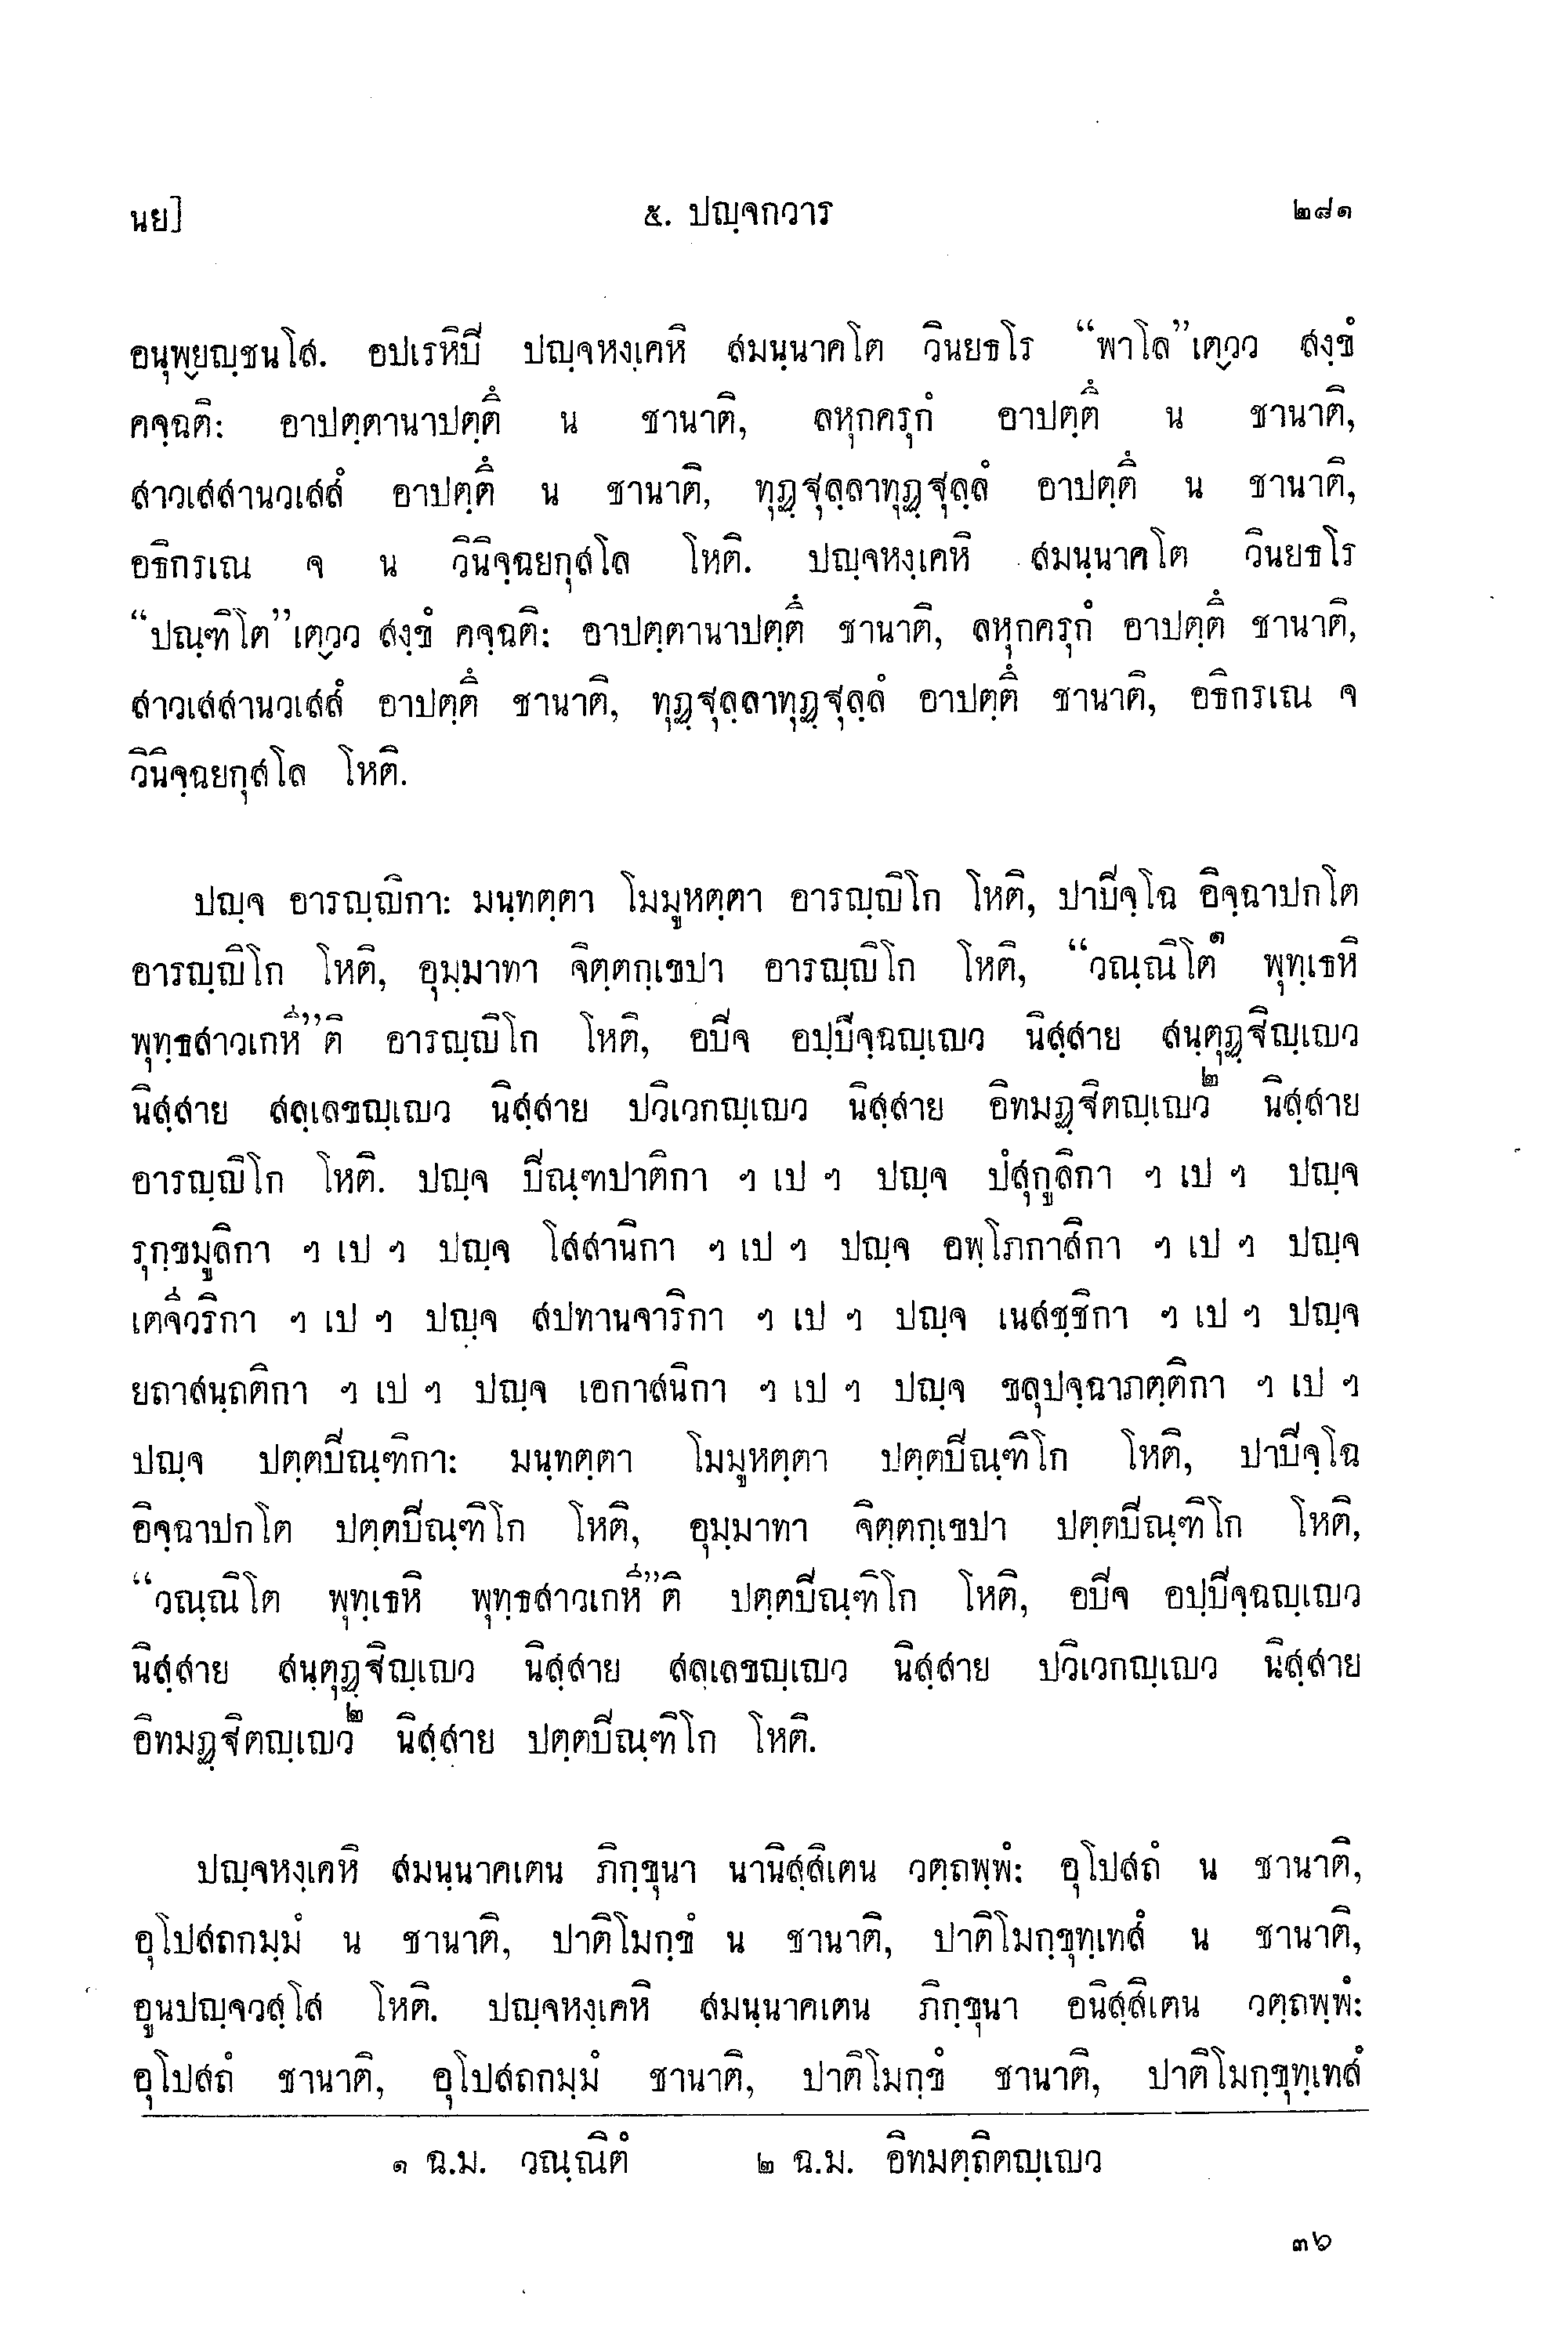 นย] ๕. ปญฺจกวาร ๒๘๑
อนุพฺยญฺชนโส. อปเรหิปิ ปญฺจหงฺเคหิ สมนฺนาคโต วินยธโร “พาโล”เตฺวว สงฺขํ
คจฺฉติ: อาปตฺตานาปตฺตึ น ชานาติ, ลหุกครุกํ อาปตฺตึ น ชานาติ,
สาวเสสานวเสสํ อาปตฺตึ น ชานาติ, ทุฏฺฐุลฺลาทุฏฺฐุลฺลํ อาปตฺตึ น ชานาติ,
อธิกรเณ จ น วินิจฺฉยกุสโล โหติ. ปญฺจหงฺเคหิ สมนฺนาคโต วินยธโร
“ปณฺฑิโต”เตฺวว สงฺขํ คจฺฉติ: อาปตฺตานาปตฺตึ ชานาติ, ลหุกครุกํ อาปตฺตึ ชานาติ,
สาวเสสานวเสสํ อาปตฺตึ ชานาติ, ทุฏฺฐุลฺลาทุฏฺฐุลฺลํ อาปตฺตึ ชานาติ, อธิกรเณ จ
วินิจฺฉยกุสโล โหติ.
ปญฺจ อารญฺญิกา: มนฺทตฺตา โมมูหตฺตา อารญฺญิโก โหติ, ปาปิจฺโฉ อิจฺฉาปกโต
อารญฺญิโก โหติ, อุมฺมาทา จิตฺตกฺเขปา อารญฺญิโก โหติ, “วณฺณิโต๑ พุทฺเธหิ
พุทฺธสาวเกหี”ติ อารญฺญิโก โหติ, อปิจ อปฺปิจฺฉญฺเญว นิสฺสาย สนฺตุฏฺฐิญฺเญว
นิสฺสาย สลฺเลขญฺเญว นิสฺสาย ปวิเวกญฺเญว นิสฺสาย อิทมฏฺฐิตญฺเญว๒ นิสฺสาย
อารญฺญิโก โหติ. ปญฺจ ปิณฺฑปาติกา ฯ เป ฯ ปญฺจ ปํสุกูลิกา ฯ เป ฯ ปญฺจ
รุกฺขมูลิกา ฯ เป ฯ ปญฺจ โสสานิกา ฯ เป ฯ ปญฺจ อพฺโภกาสิกา ฯ เป ฯ ปญฺจ
เตจีวริกา ฯ เป ฯ ปญฺจ สปทานจาริกา ฯ เป ฯ ปญฺจ เนสชฺชิกา ฯ เป ฯ ปญฺจ
ยถาสนฺถติกา ฯ เป ฯ ปญฺจ เอกาสนิกา ฯ เป ฯ ปญฺจ ขลุปจฺฉาภตฺติกา ฯ เป ฯ
ปญฺจ ปตฺตปิณฺฑิกา: มนฺทตฺตา โมมูหตฺตา ปตฺตปิณฺฑิโก โหติ, ปาปิจฺโฉ
อิจฺฉาปกโต ปตฺตปิณฺฑิโก โหติ, อุมฺมาทา จิตฺตกฺเขปา ปตฺตปิณฺฑิโก โหติ,
“วณฺณิโต พุทฺเธหิ พุทฺธสาวเกหี”ติ ปตฺตปิณฺฑิโก โหติ, อปิจ อปฺปิจฺฉญฺเญว
นิสฺสาย สนฺตุฏฺฐิญฺเญว นิสฺสาย สลฺเลขญฺเญว นิสฺสาย ปวิเวกญฺเญว นิสฺสาย
อิทมฏฺฐิตญฺเญว๒ นิสฺสาย ปตฺตปิณฺฑิโก โหติ.
ปญฺจหงฺเคหิ สมนฺนาคเตน ภิกฺขุนา นานิสฺสิเตน วตฺถพฺพํ: อุโปสถํ น ชานาติ,
อุโปสถกมฺมํ น ชานาติ, ปาติโมกฺขํ น ชานาติ, ปาติโมกฺขุทฺเทสํ น ชานาติ,
อูนปญฺจวสฺโส โหติ. ปญฺจหงฺเคหิ สมนฺนาคเตน ภิกฺขุนา อนิสฺสิเตน วตฺถพฺพํ:
อุโปสถํ ชานาติ, อุโปสถกมฺมํ ชานาติ, ปาติโมกฺขํ ชานาติ, ปาติโมกฺขุทฺเทสํ
๑ ฉ.ม. วณฺณิตํ ๒ ฉ.ม. อิทมตฺถิตญฺเญว
๓๖